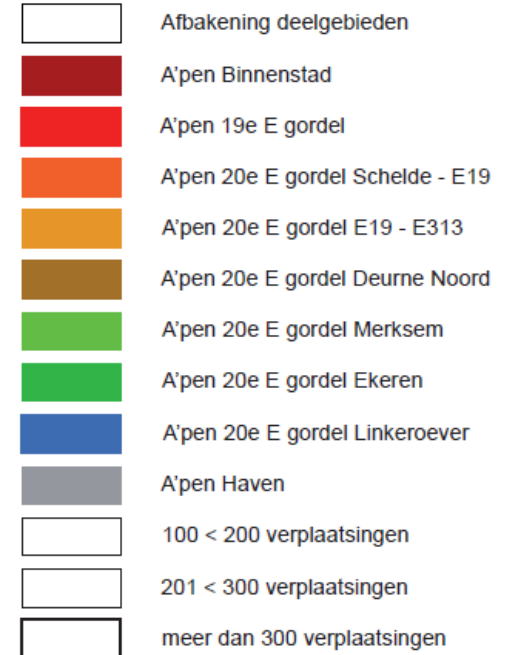 Afbakening deelgebieden
A'pen Binnenstad
A'pen 19e E gordel
A'pen 20e E gordel Schelde - E19
A'pen 20e E gordel E19 - E313
A'pen 20e E gordel Deurne Noord
A'pen 20e E gordel Merksem
A'pen 20e E gordel Ekeren
A'pen 20e E gordel Linkeroever
A'pen Haven
100 < 200 verplaatsingen
201 < 300 verplaatsingen
meer dan 300 verplaatsingen